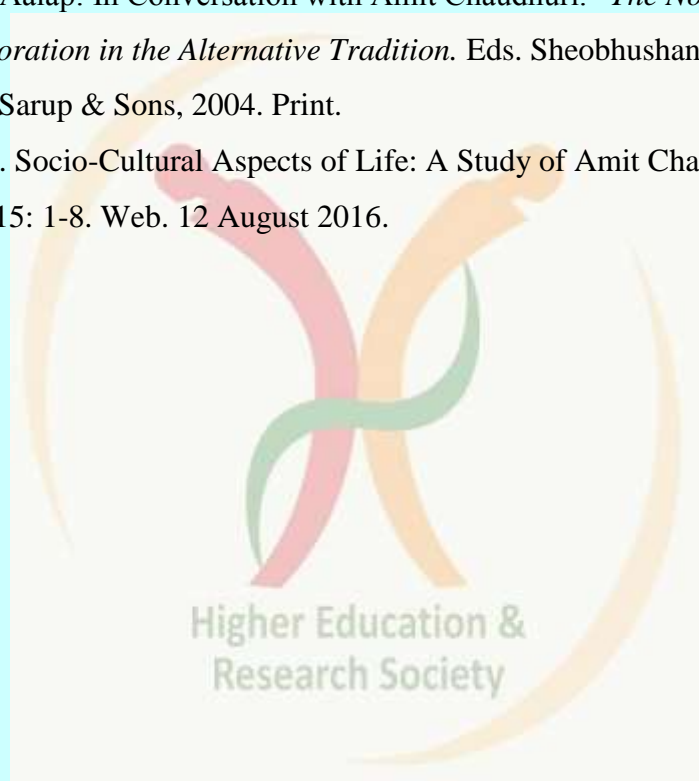 Aalap: In Conversation with Amit Chaudhuri." The No
oration in the Alternative Tradition. Eds. Sheobhushan
Sarup & Sons, 2004. Print.
. Socio-Cultural Aspects of Life: A Study of Amit Cha
15: 1-8. Web. 12 August 2016.
Higher Education &
Research Society